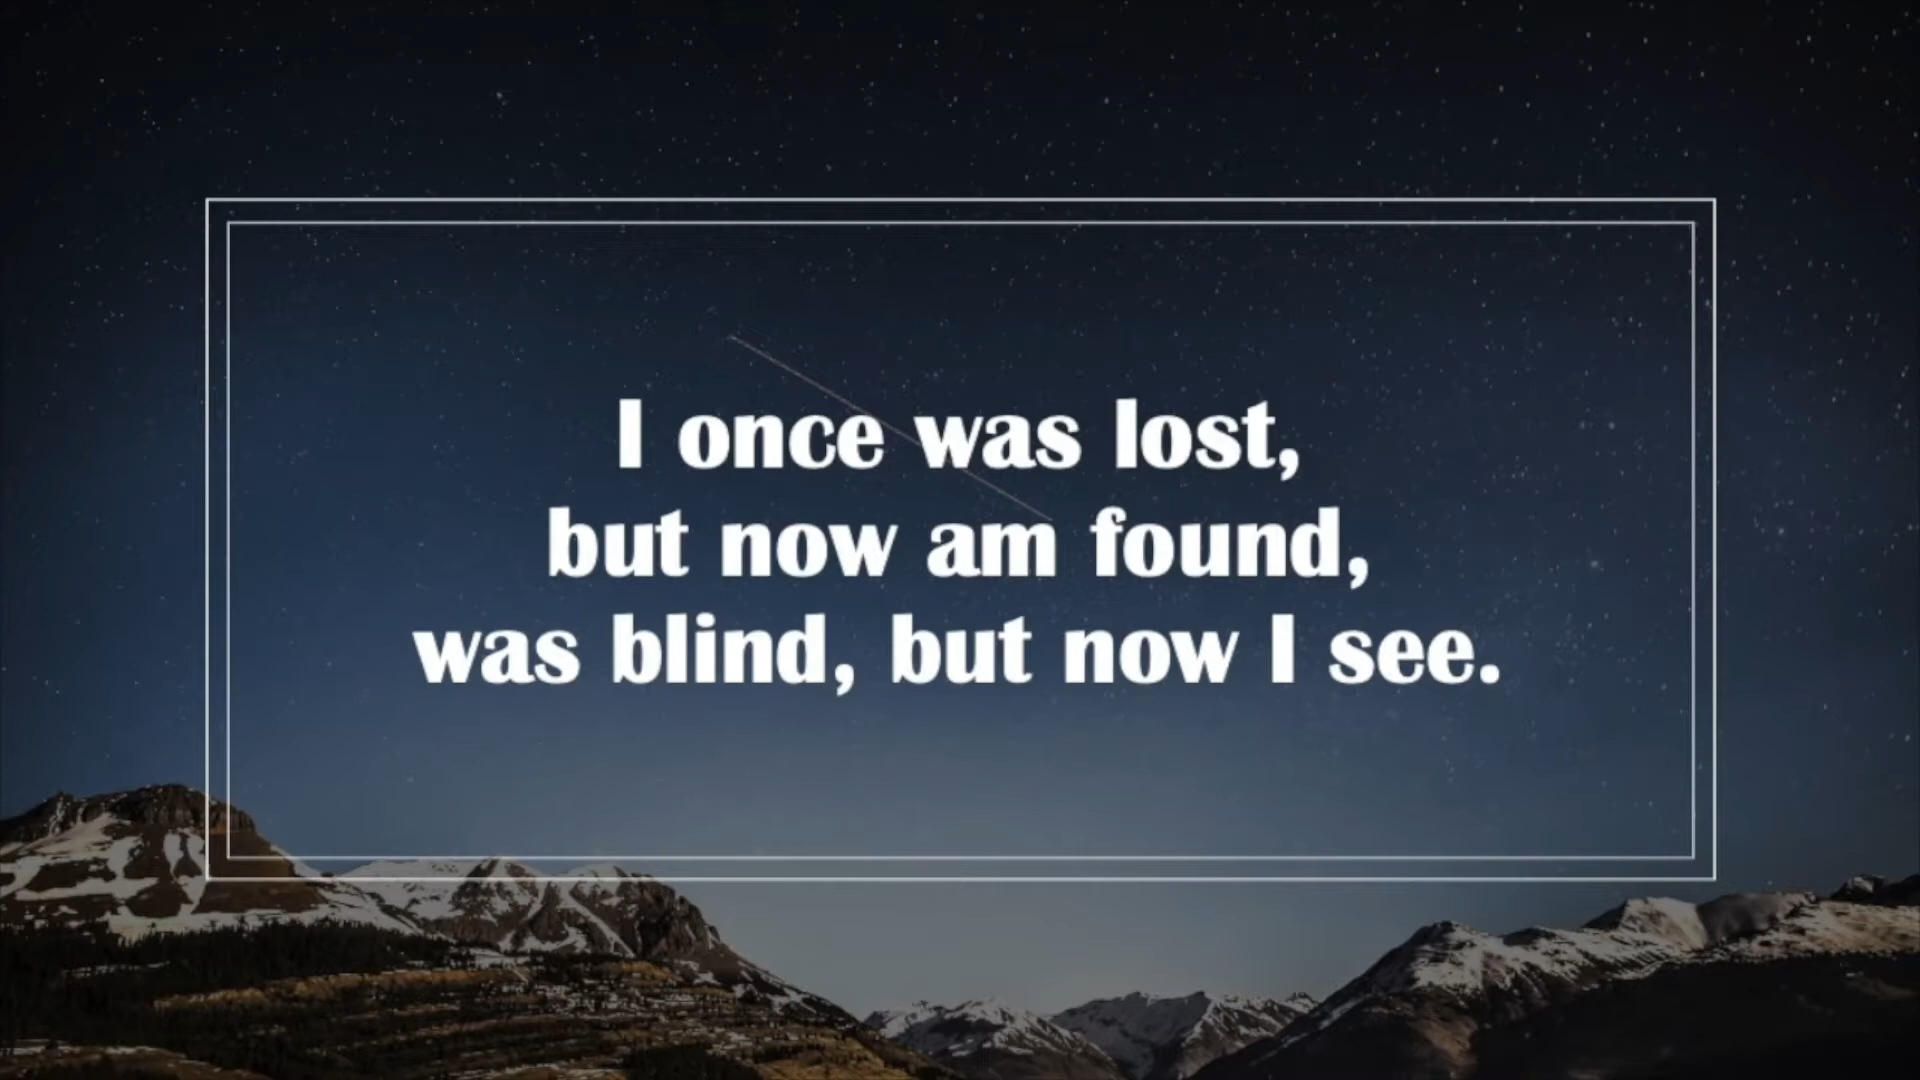 I once was lost,
but now am found,
was blind, but now I see.